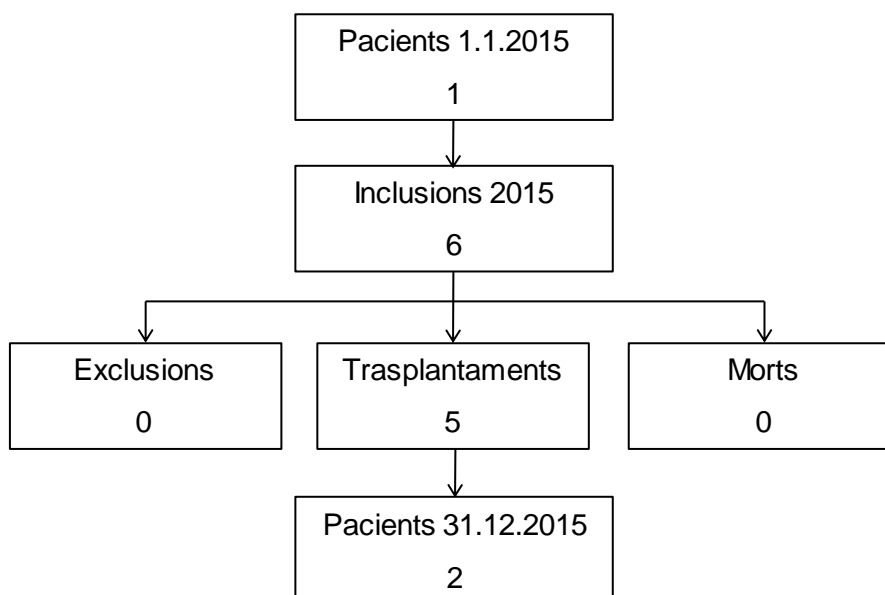 Pacients 1.1.2015
1
Inclusions 2015
6
Exclusions
0
Trasplantaments
5
Morts
0
Pacients 31.12.2015
2